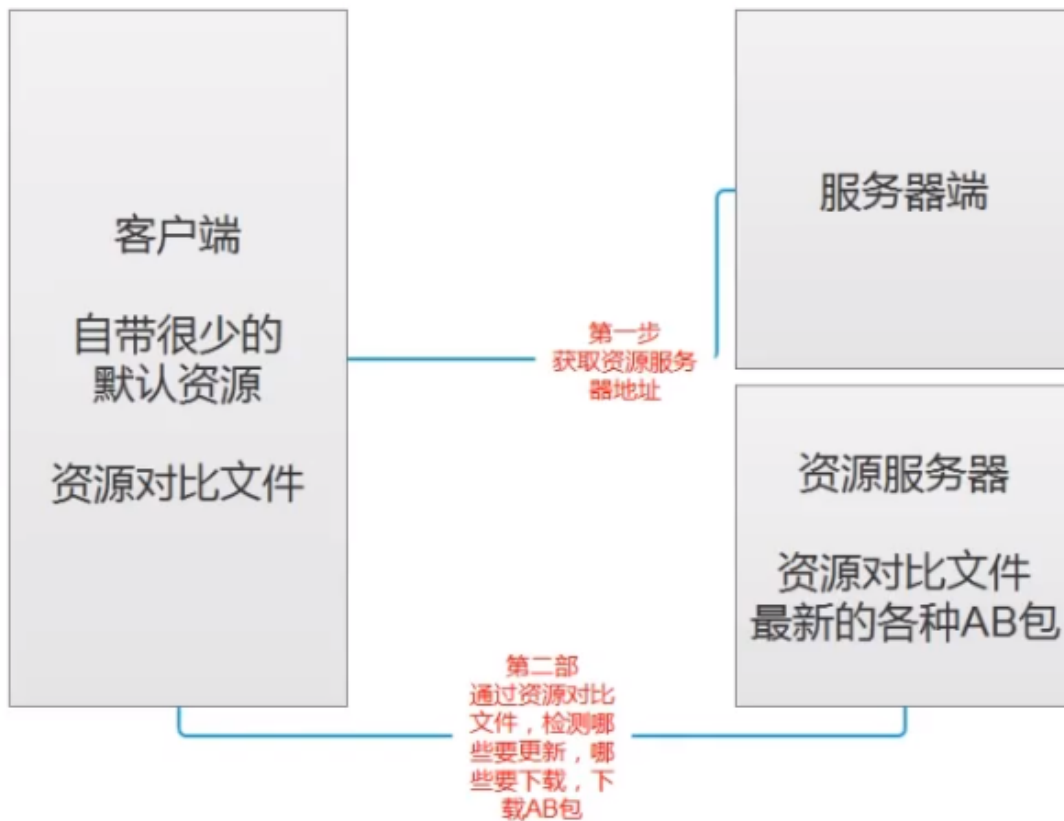 客户端
自带很少的
默认资源
资源对比文件
第一步
获取资源服务
器地址
服务器端
资源服务器
资源对比文件
最新的各种AB包
第二部
通过资源对比
文件，检测哪
些要更新，哪
些要下载，下
载AB包